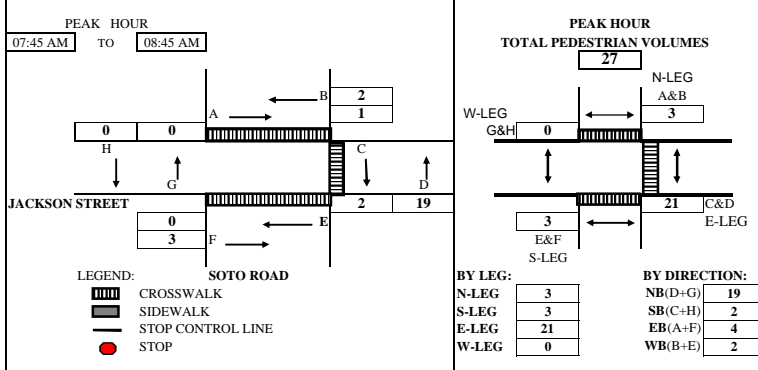 PEAK HOUR
07:45 AM TO 08:45 AM
B 2
A 1
0 0
H C
G D
JACKSON STREET 2 19
0 E
3 F
LEGEND: SOTO ROAD
CROSSWALK
SIDEWALK
STOP CONTROL LINE
STOP
PEAK HOUR
TOTAL PEDESTRIAN VOLUMES
27
N-LEG
A&B
W-LEG 3
G&H 0
21 C&D
3 E-LEG
E&F
S-LEG
BY LEG: BY DIRECTION:
N-LEG 3 NB(D+G) 19
S-LEG 3 SB(C+H) 2
E-LEG 21 EB(A+F) 4
W-LEG 0 WB(B+E) 2